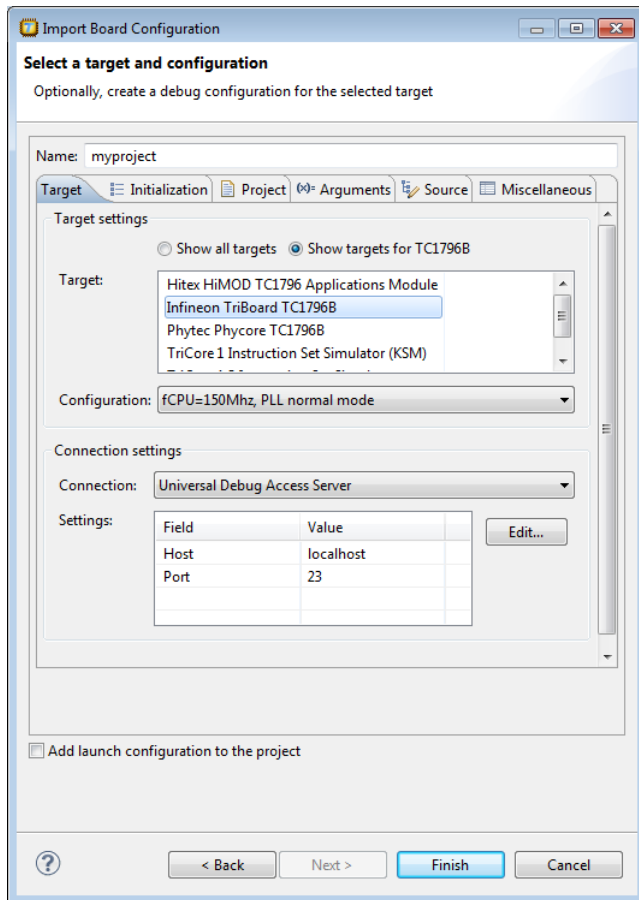 Import Board Configuration
Select a target and configuration
Optionally, create a debug configuration for the selected target
Name: myproject
Target Initialization Project (x)= Arguments Source Miscellaneous
Target settings
Show all targets Show targets for TC1796B
Target:
Hitex HiMOD TC1796 Applications Module
Infineon TriBoard TC1796B
Phytec Phycore TC1796B
TriCore 1 Instruction Set Simulator (KSM)
Configuration: fCPU=150Mhz, PLL normal mode
Connection settings
Connection: Universal Debug Access Server
Settings: Field Value Edit...
Host localhost
Port 23
Add launch configuration to the project
? < Back Next > Finish Cancel